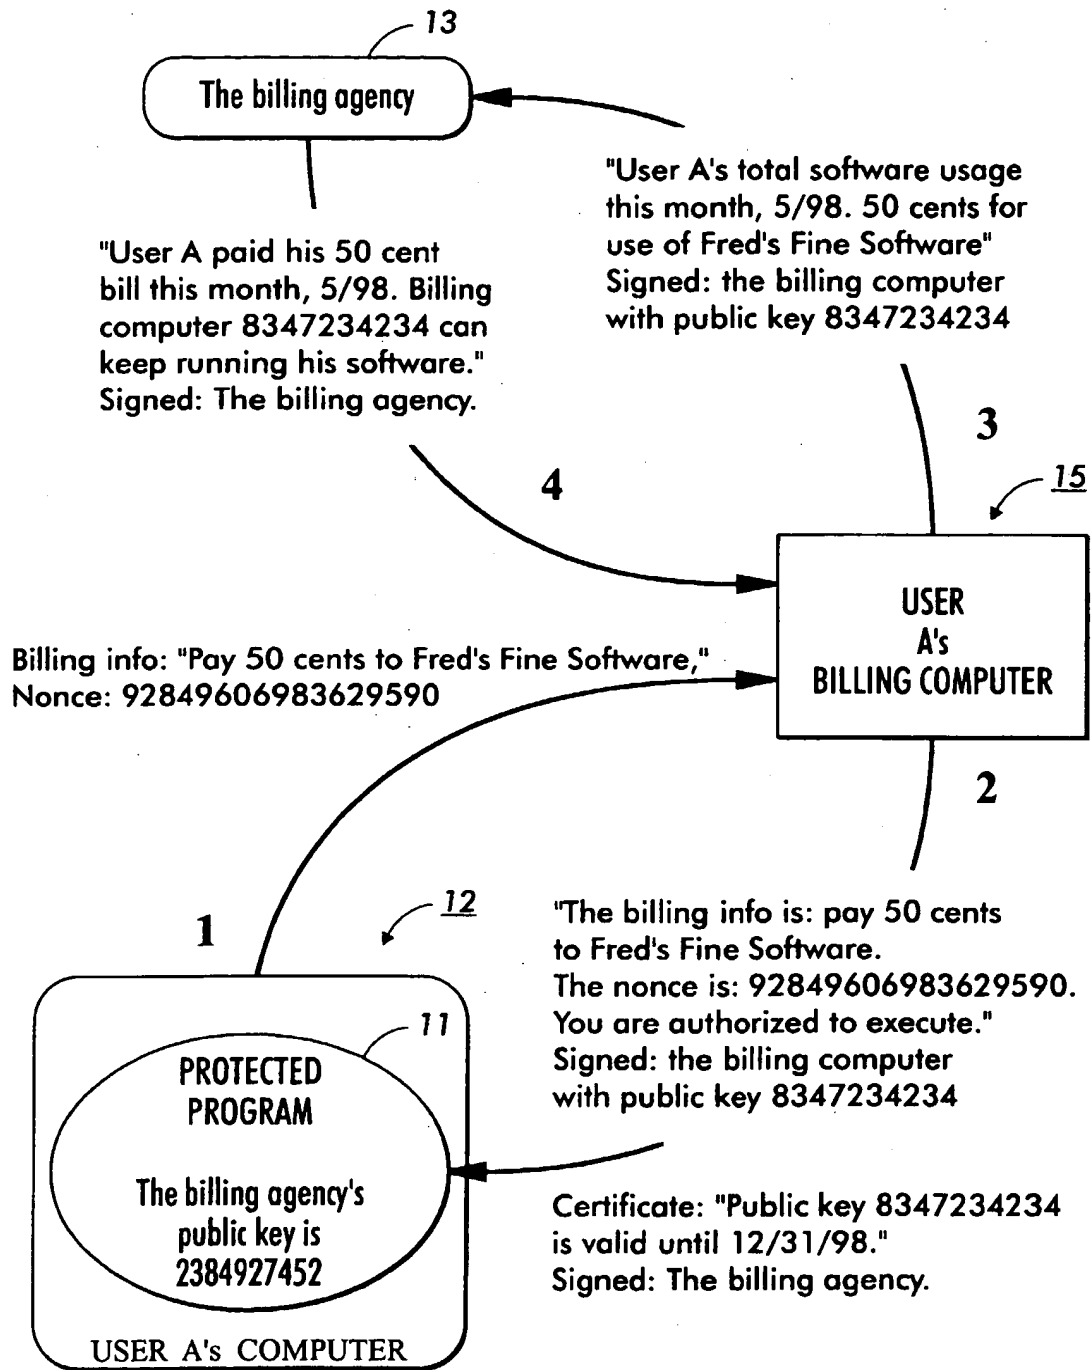 13
The billing agency
"User A's total software usage
this month, 5/98. 50 cents for
use of Fred's Fine Software"
Signed: the billing computer
with public key 8347234234
"User A paid his 50 cent
bill this month, 5/98. Billing
computer 8347234234 can
keep running his software."
Signed: The billing agency.
3
4
15
USER
A's
BILLING COMPUTER
Billing info: "Pay 50 cents to Fred's Fine Software,"
Nonce: 92849606983629590
2
1
12
"The billing info is: pay 50 cents
to Fred's Fine Software.
The nonce is: 92849606983629590.
You are authorized to execute."
Signed: the billing computer
with public key 8347234234
11
PROTECTED
PROGRAM
The billing agency's
public key is
2384927452
Certificate: "Public key 8347234234
is valid until 12/31/98."
Signed: The billing agency.
USER A's COMPUTER